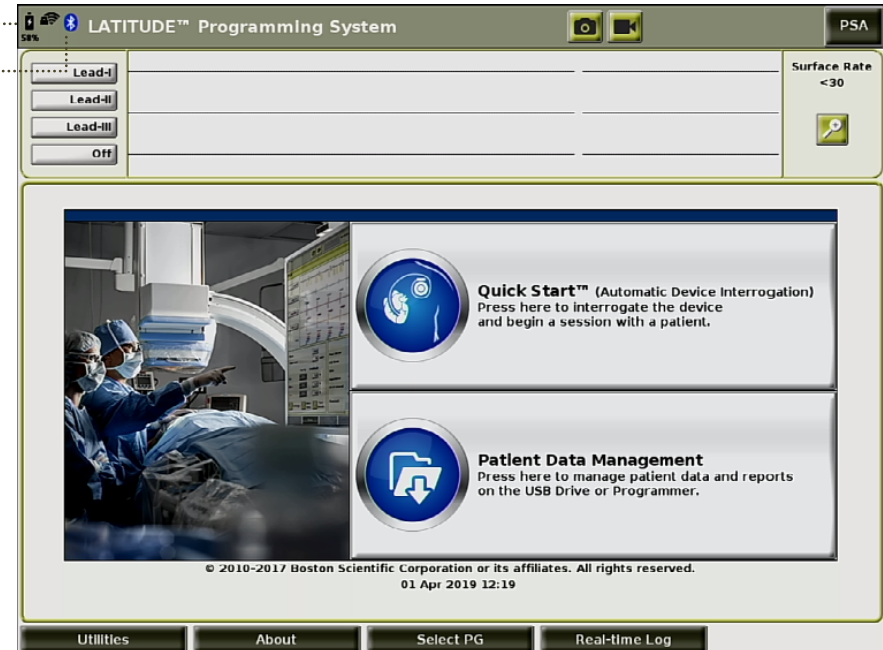 58%
LATITUDE™ Programming System
PSA
Lead-I
Lead-II
Lead-III
Off
Surface Rate
<30
Quick Start™ (Automatic Device Interrogation)
Press here to interrogate the device
and begin a session with a patient.
Patient Data Management
Press here to manage patient data and reports
on the USB Drive or Programmer.
© 2010-2017 Boston Scientific Corporation or its affiliates. All rights reserved.
01 Apr 2019 12:19
Utilities
About
Select PG
Real-time Log